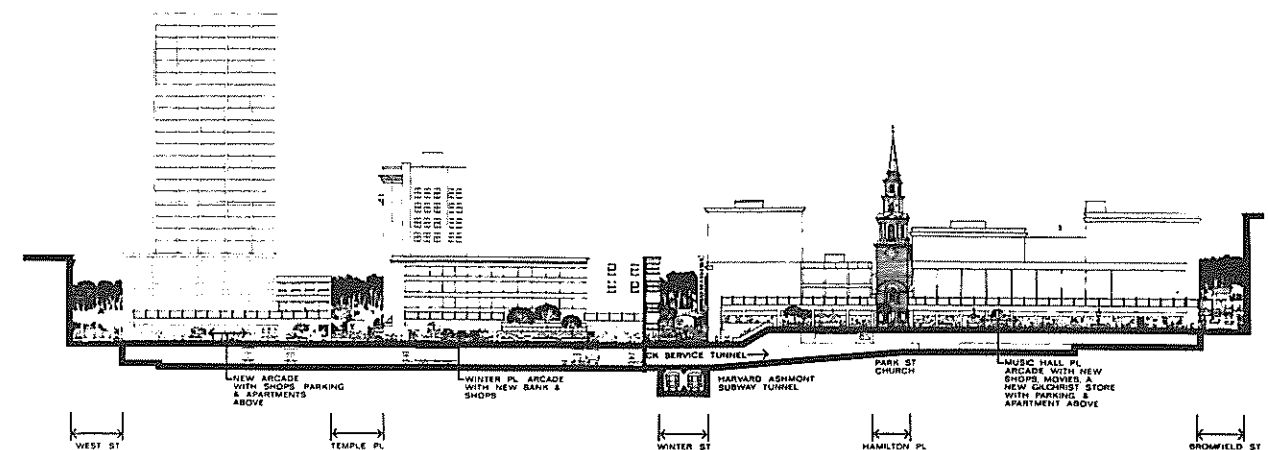 CK SERVICE TUNNEL
NEW ARCADE
WITH SHOPS PARKING
& APARTMENTS
ABOVE
WINTER PL ARCADE
WITH NEW BANK &
SHOPS
HARVARD ASHMONT
SUBWAY TUNNEL
PARK ST
CHURCH
MUSIC HALL PL
ARCADE WITH NEW
SHOPS, MOVIES, A
NEW GILCHRIST STORE
WITH PARKING &
APARTMENT ABOVE
WEST ST
TEMPLE PL
WINTER ST
HAMILTON PL
BROMFIELD ST